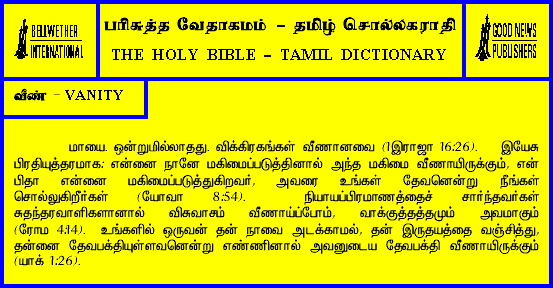 BELLWETHER
INTERNATIONAL
பரிசுத்த வேதாகமம் – தமிழ் சொல்லகராதி
THE HOLY BIBLE – TAMIL DICTIONARY
GOOD NEWS
PUBLISHERS
வீண் – VANITY
மாயை. ஒன்றுமில்லாதது. விக்கிரகங்கள் வீணானவை (1இராஜா 16:26). இயேசு
பிரதியுத்தரமாக: என்னை நானே மகிமைப்படுத்தினால் அந்த மகிமை வீணாயிருக்கும், என்
பிதா என்னை மகிமைப்படுத்துகிறவர், அவரை உங்கள் தேவனென்று நீங்கள்
சொல்லுகிறீர்கள் (யோவா 8:54). நியாயப்பிரமாணத்தைச் சார்ந்தவர்கள்
சுதந்தரவாளிகளானால் விசுவாசம் வீணாய்ப்போம், வாக்குத்தத்தமும் அவமாகும்
(ரோம 4:14). உங்களில் ஒருவன் தன் நாவை அடக்காமல், தன் இருதயத்தை வஞ்சித்து,
தன்னை தேவபக்தியுள்ளவனென்று எண்ணினால் அவனுடைய தேவபக்தி வீணாயிருக்கும்
(யாக் 1:26).